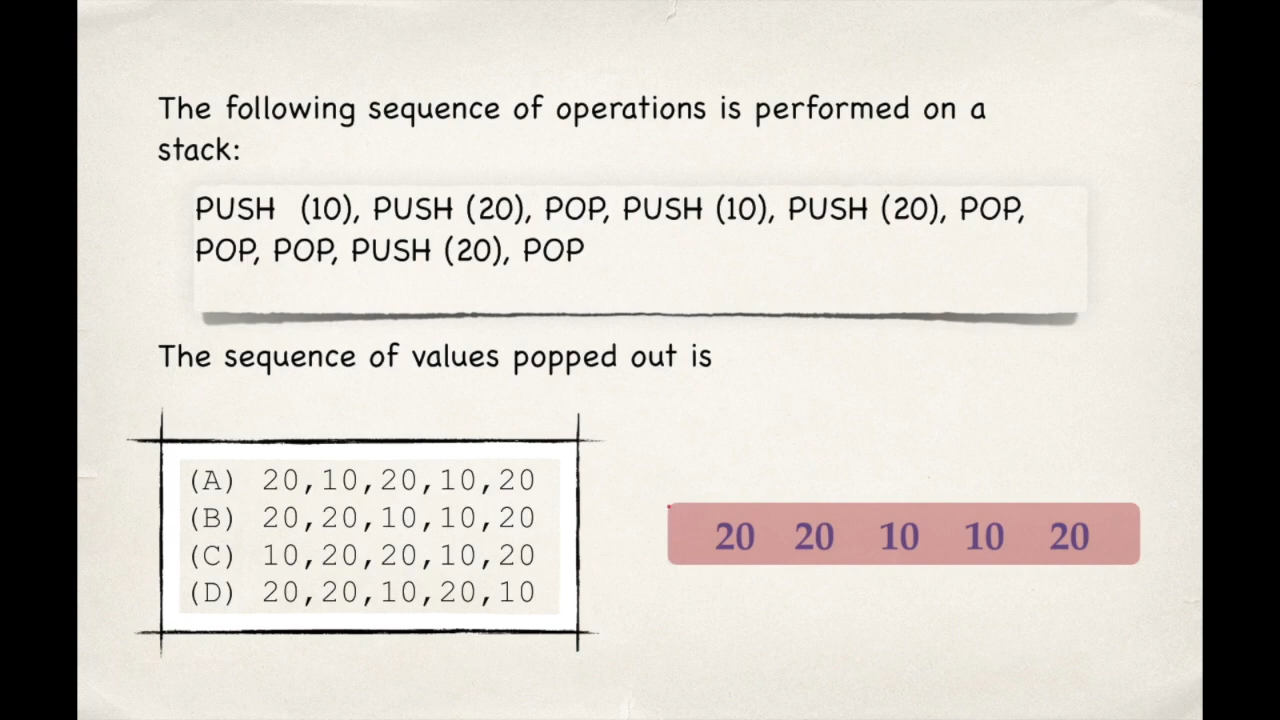 The following sequence of operations is performed on a
stack:
PUSH (10), PUSH (20), POP, PUSH (10), PUSH (20), POP,
POP, POP, PUSH (20), POP
The sequence of values popped out is
(A) 20,10,20,10,20
(B) 20,20,10,10,20
(C) 10,20,20,10,20
(D) 20,20,10,20,10
20 20 10 10 20